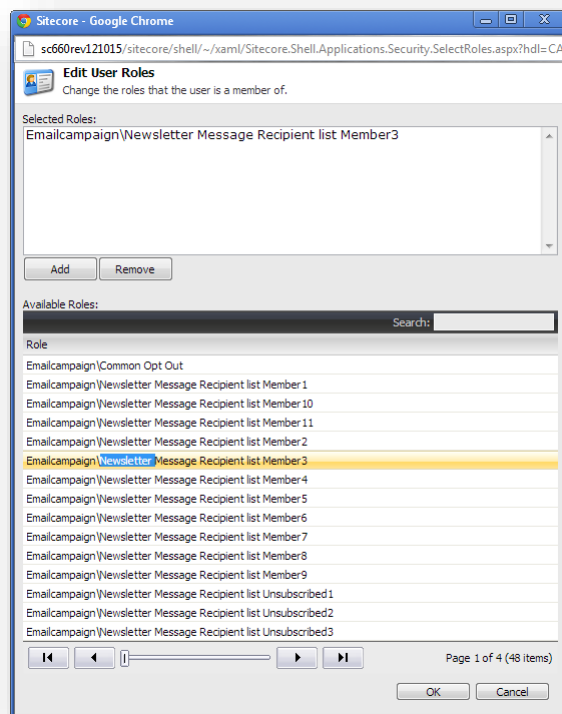 Sitecore - Google Chrome
sc660rev121015/sitecore/shell/~/xaml/Sitecore.Shell.Applications.Security.SelectRoles.aspx?hdl=CA
Edit User Roles
Change the roles that the user is a member of.
Selected Roles:
Emailcampaign\Newsletter Message Recipient list Member3
Add Remove
Available Roles:
Search:
Role
Emailcampaign\Common Opt Out
Emailcampaign\Newsletter Message Recipient list Member1
Emailcampaign\Newsletter Message Recipient list Member10
Emailcampaign\Newsletter Message Recipient list Member11
Emailcampaign\Newsletter Message Recipient list Member2
Emailcampaign\Newsletter Message Recipient list Member3
Emailcampaign\Newsletter Message Recipient list Member4
Emailcampaign\Newsletter Message Recipient list Member5
Emailcampaign\Newsletter Message Recipient list Member6
Emailcampaign\Newsletter Message Recipient list Member7
Emailcampaign\Newsletter Message Recipient list Member8
Emailcampaign\Newsletter Message Recipient list Member9
Emailcampaign\Newsletter Message Recipient list Unsubscribed1
Emailcampaign\Newsletter Message Recipient list Unsubscribed2
Emailcampaign\Newsletter Message Recipient list Unsubscribed3
Page 1 of 4 (48 items)
OK Cancel